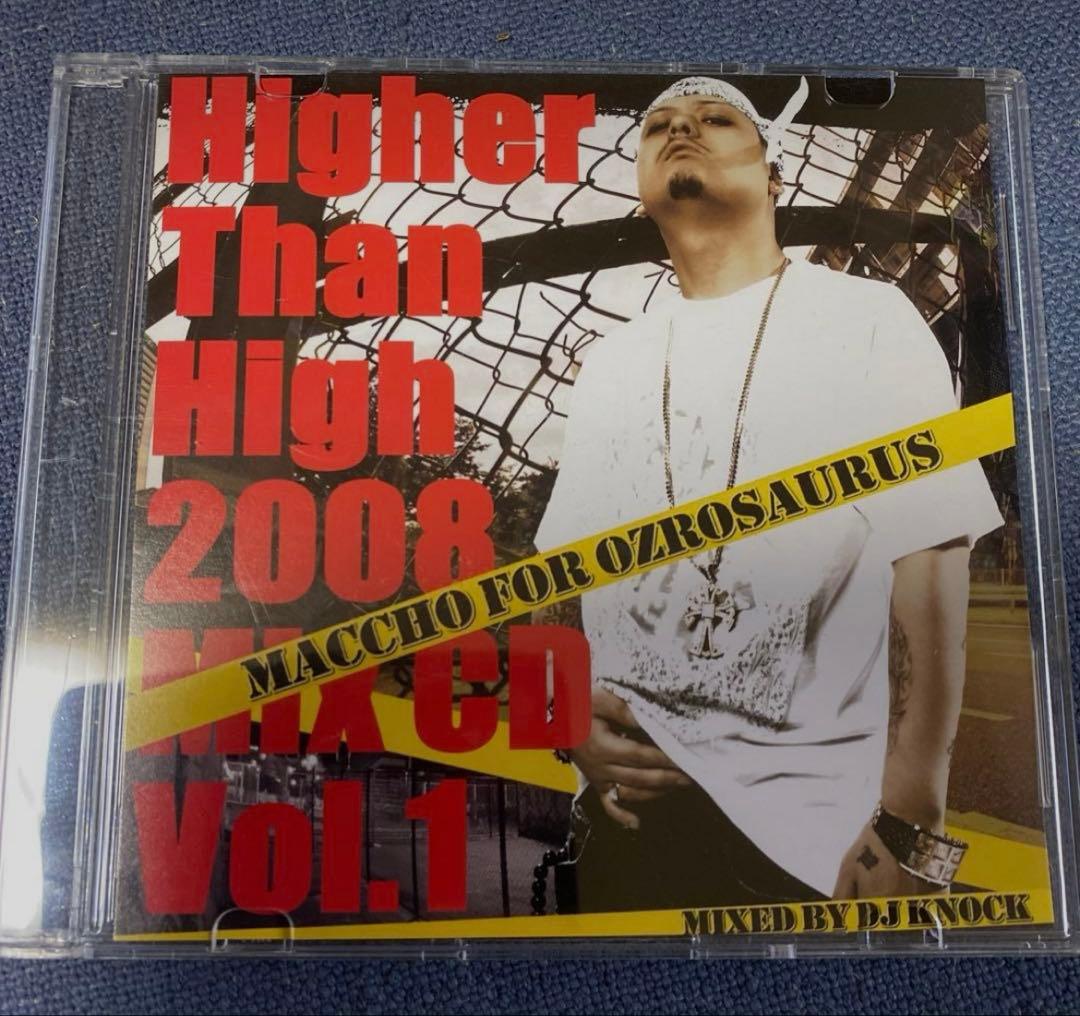 Higher
Than
High
2008
Mix CD
Vol.1
MACCHO FOR OZROSAURUS
MIXED BY DJ KNOCK